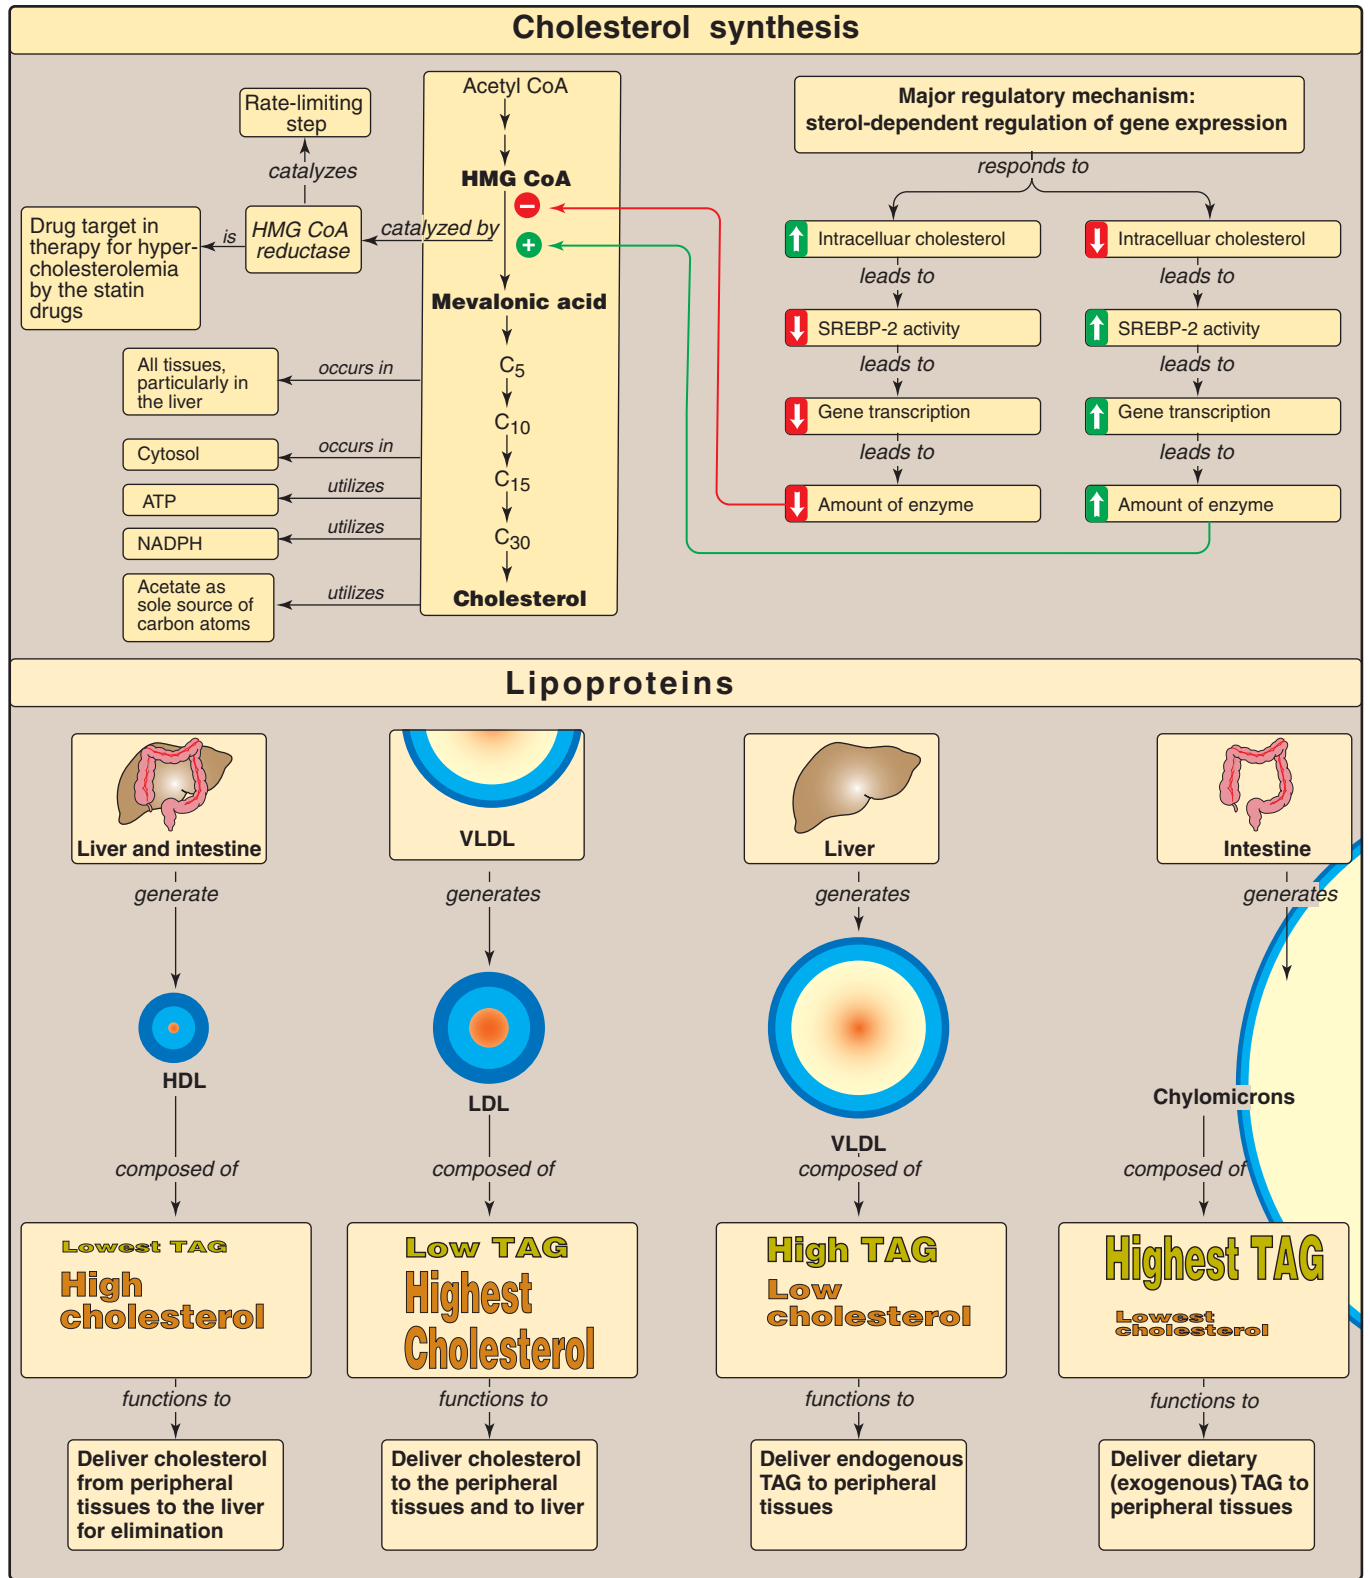 Cholesterol synthesis
Acetyl CoA
HMG CoA
−
+
Mevalonic acid
C5
C10
C15
C30
Cholesterol
catalyzed by
HMG CoA
reductase
catalyzes
Rate-limiting
step
is
Drug target in
therapy for hyper-
cholesterolemia
by the statin
drugs
occurs in
All tissues,
particularly in
the liver
occurs in
Cytosol
utilizes
ATP
utilizes
NADPH
utilizes
Acetate as
sole source of
carbon atoms
Major regulatory mechanism:
sterol-dependent regulation of gene expression
responds to
Intracelluar cholesterol
leads to
SREBP-2 activity
leads to
Gene transcription
leads to
Amount of enzyme
Intracelluar cholesterol
leads to
SREBP-2 activity
leads to
Gene transcription
leads to
Amount of enzyme
Lipoproteins
Liver and intestine
generate
HDL
composed of
Lowest TAG
High
cholesterol
functions to
Deliver cholesterol
from peripheral
tissues to the liver
for elimination
VLDL
generates
LDL
composed of
Low TAG
Highest
Cholesterol
functions to
Deliver cholesterol
to the peripheral
tissues and to liver
Liver
generates
VLDL
composed of
High TAG
Low
cholesterol
functions to
Deliver endogenous
TAG to peripheral
tissues
Intestine
generates
Chylomicrons
composed of
Highest TAG
Lowest
cholesterol
functions to
Deliver dietary
(exogenous) TAG to
peripheral tissues